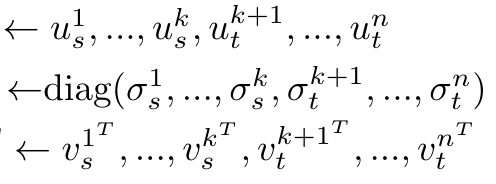 ← u_s^1, ..., u_s^k, u_t^{k+1}, ..., u_t^n
←diag(σ_s^1, ..., σ_s^k, σ_t^{k+1}, ..., σ_t^n)
← v_s^{1^T}, ..., v_s^{k^T}, v_t^{k+1^T}, ..., v_t^{n^T}